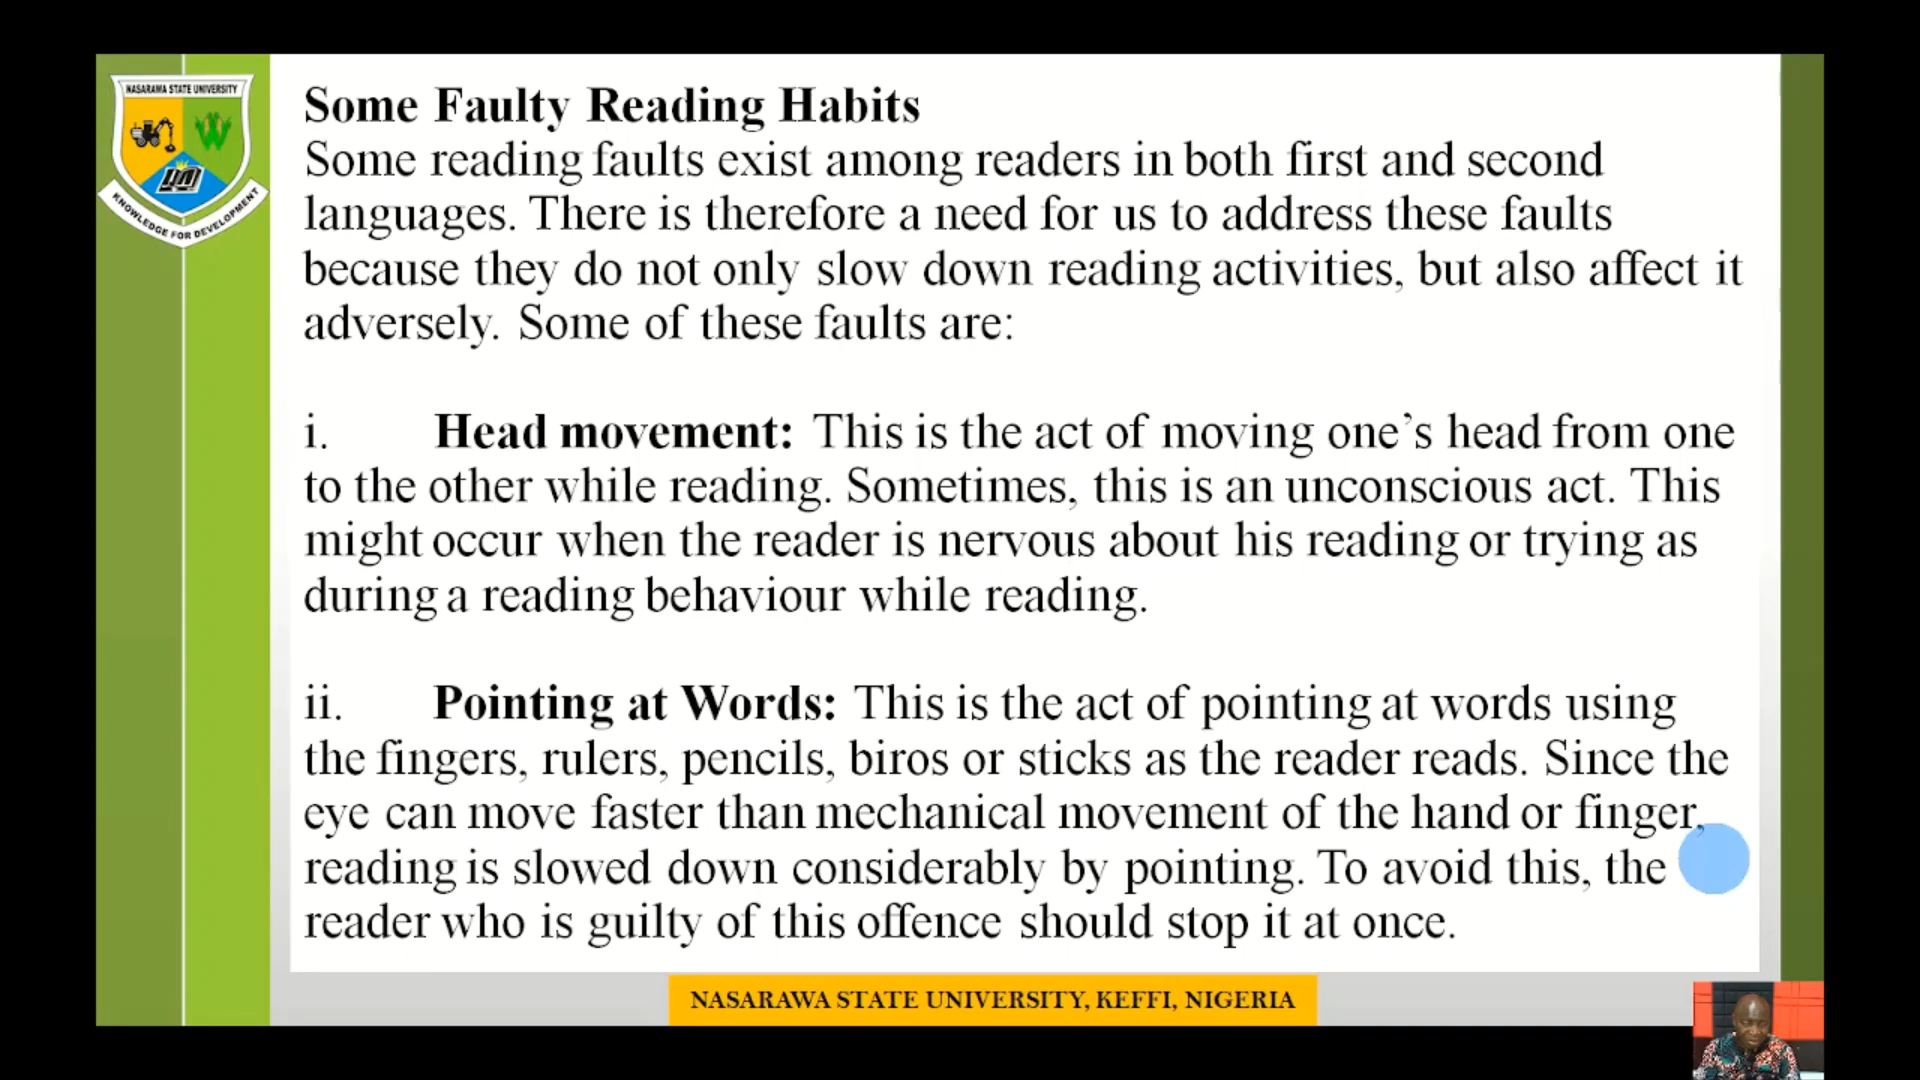 NASARAWA STATE UNIVERSITY
KNOWLEDGE FOR DEVELOPMENT
Some Faulty Reading Habits
Some reading faults exist among readers in both first and second
languages. There is therefore a need for us to address these faults
because they do not only slow down reading activities, but also affect it
adversely. Some of these faults are:
i. Head movement: This is the act of moving one’s head from one
to the other while reading. Sometimes, this is an unconscious act. This
might occur when the reader is nervous about his reading or trying as
during a reading behaviour while reading.
ii. Pointing at Words: This is the act of pointing at words using
the fingers, rulers, pencils, biros or sticks as the reader reads. Since the
eye can move faster than mechanical movement of the hand or finger,
reading is slowed down considerably by pointing. To avoid this, the
reader who is guilty of this offence should stop it at once.
NASARAWA STATE UNIVERSITY, KEFFI, NIGERIA